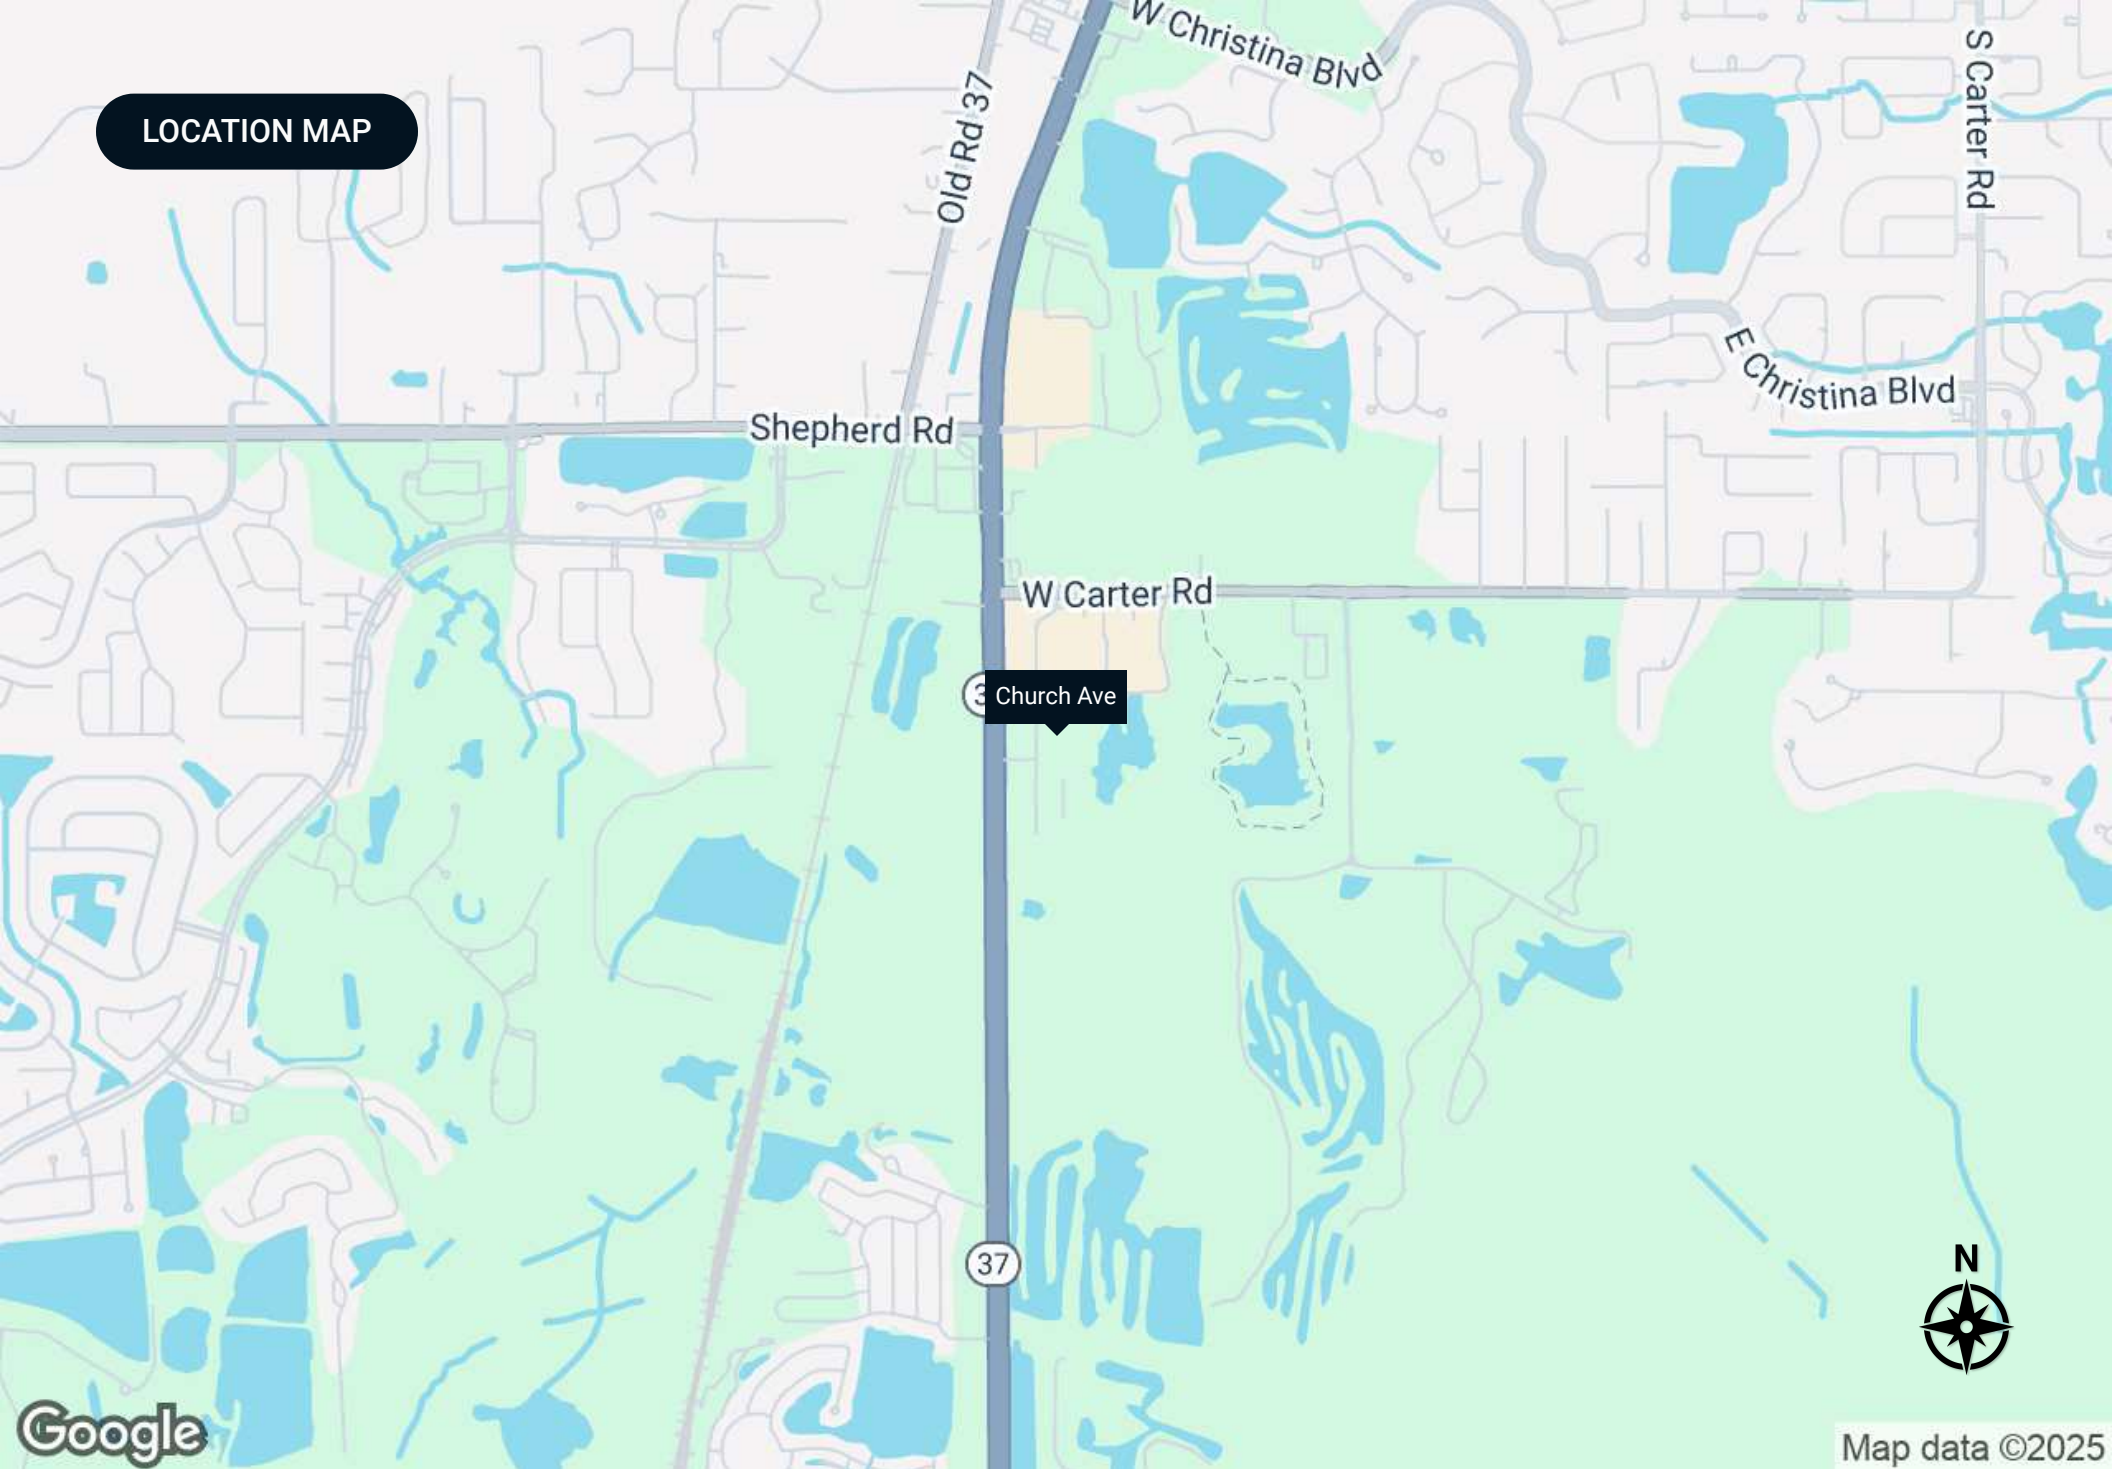 W Christina Blvd
S Carter Rd
LOCATION MAP
Old Rd 37
E Christina Blvd
Shepherd Rd
W Carter Rd
3
Church Ave
37
N
Google
Map data ©2025